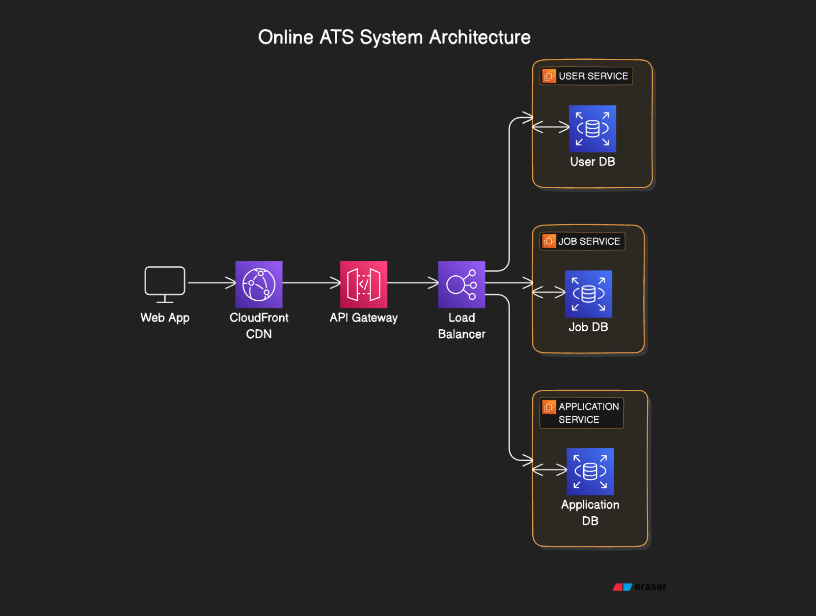 Online ATS System Architecture
USER SERVICE
User DB
JOB SERVICE
Job DB
Web App
CloudFront
CDN
API Gateway
Load
Balancer
APPLICATION
SERVICE
Application
DB
eraser